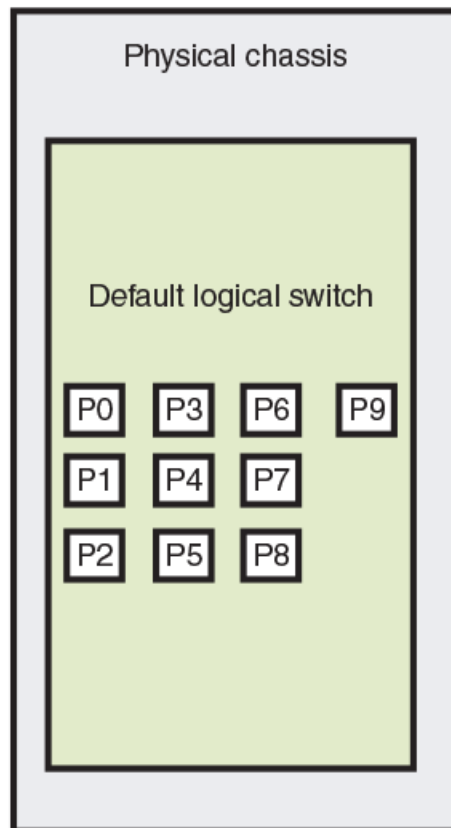 Physical chassis
Default logical switch
P0 P3 P6 P9
P1 P4 P7
P2 P5 P8